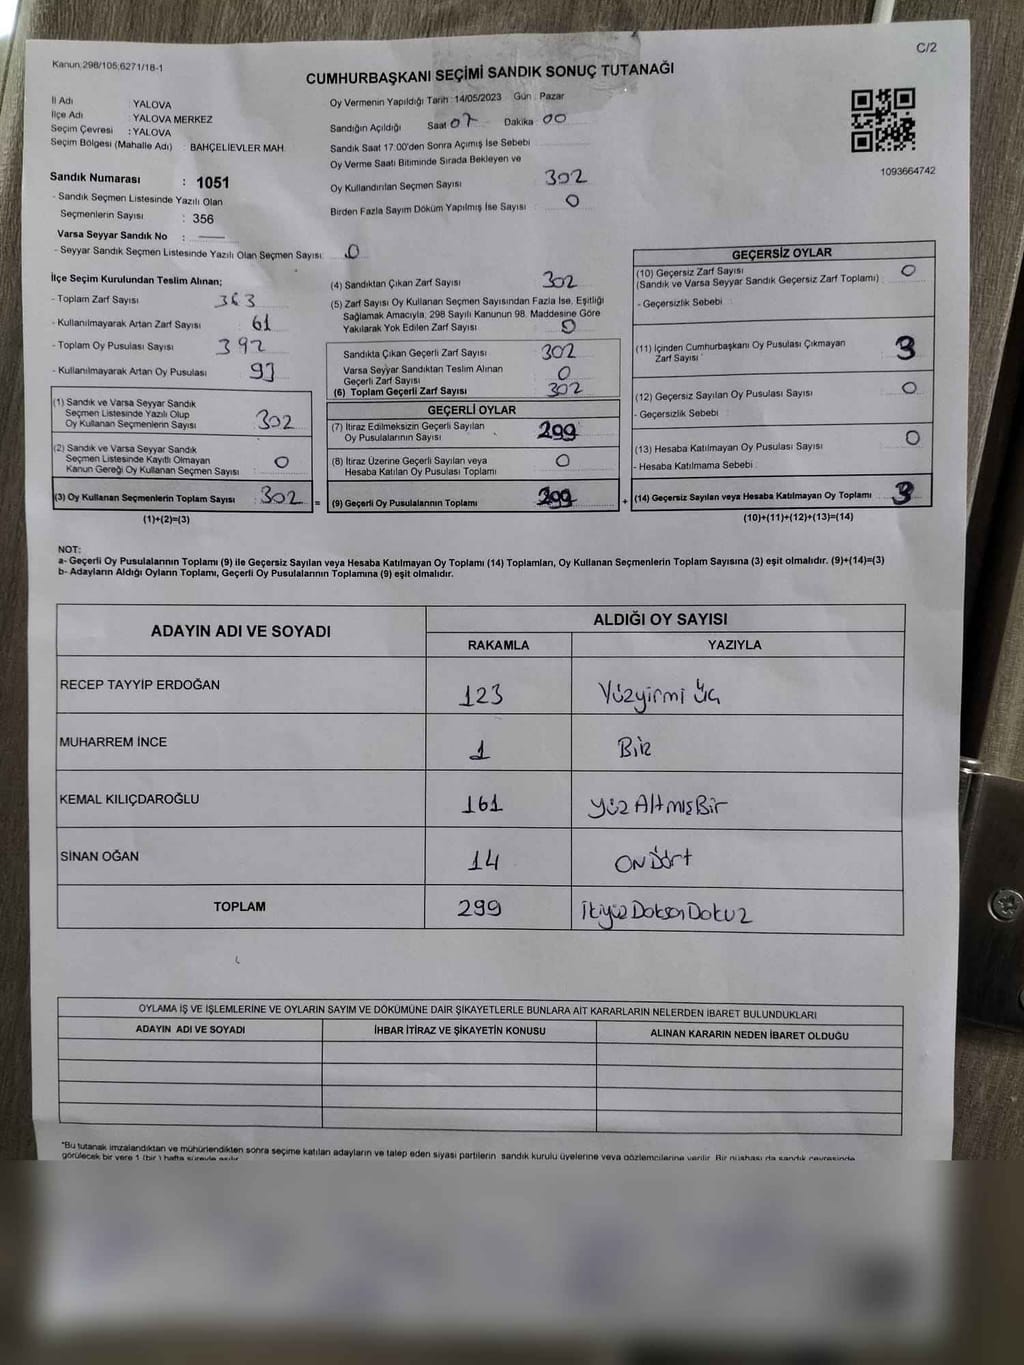 C/2
Kanun:298/105;6271/18-1
CUMHURBAŞKANI SEÇİMİ SANDIK SONUÇ TUTANAĞI
İl Adı YALOVA
İlçe Adı : YALOVA MERKEZ
Seçim Çevresi : YALOVA
Seçim Bölgesi (Mahalle Adı) : BAHÇELİEVLER MAH.
Sandık Numarası : 1051
- Sandık Seçmen Listesinde Yazılı Olan
Seçmenlerin Sayısı : 356
Varsa Seyyar Sandık No :
- Seyyar Sandık Seçmen Listesinde Yazılı Olan Seçmen Sayısı: 0
Oy Vermenin Yapıldığı Tarih : 14/05/2023 Gün : Pazar
Sandığın Açıldığı Saat 07 Dakika : 00
Sandık Saat 17.00'den Sonra Açımış İse Sebebi
Oy Verme Saati Bitiminde Sırada Bekleyen ve
Oy Kullandırılan Seçmen Sayısı 302
Birden Fazla Sayım Döküm Yapılmış İse Sayısı 0
1093664742
İlçe Seçim Kurulundan Teslim Alınan;
- Toplam Zarf Sayısı 363
- Kullanılmayarak Artan Zarf Sayısı 61
- Toplam Oy Pusulası Sayısı 392
- Kullanılmayarak Artan Oy Pusulası 93
(1) Sandık ve Varsa Seyyar Sandık
Seçmen Listesinde Yazılı Olup
Oy Kullanan Seçmenlerin Sayısı 302
(2) Sandık ve Varsa Seyyar Sandık
Seçmen Listesinde Kayıtlı Olmayan
Kanun Gereği Oy Kullanan Seçmen Sayısı 0
(3) Oy Kullanan Seçmenlerin Toplam Sayısı 302 =
(1)+(2)=(3)
(4) Sandıktan Çıkan Zarf Sayısı 302
(5) Zarf Sayısı Oy Kullanan Seçmen Sayısından Fazla İse, Eşitliği
Sağlamak Amacıyla, 298 Sayılı Kanunun 98. Maddesine Göre
Yakılarak Yok Edilen Zarf Sayısı 0
Sandıkta Çıkan Geçerli Zarf Sayısı 302
Varsa Seyyar Sandıktan Teslim Alınan
Geçerli Zarf Sayısı 0
(6) Toplam Geçerli Zarf Sayısı 302
GEÇERLİ OYLAR
(7) İtiraz Edilmeksizin Geçerli Sayılan
Oy Pusulalarının Sayısı 299
(8) İtiraz Üzerine Geçerli Sayılan veya
Hesaba Katılan Oy Pusulası Toplamı 0
(9) Geçerli Oy Pusulalarının Toplamı 299 +
GEÇERSİZ OYLAR
(10) Geçersiz Zarf Sayısı 0
(Sandık ve Varsa Seyyar Sandık Geçersiz Zarf Toplamı)
- Geçersizlik Sebebi :
(11) İçinden Cumhurbaşkanı Oy Pusulası Çıkmayan
Zarf Sayısı 3
(12) Geçersiz Sayılan Oy Pusulası Sayısı 0
- Geçersizlik Sebebi :
(13) Hesaba Katılmayan Oy Pusulası Sayısı 0
- Hesaba Katılmama Sebebi :
(14) Geçersiz Sayılan veya Hesaba Katılmayan Oy Toplamı 3
(10)+(11)+(12)+(13)=(14)
NOT:
a- Geçerli Oy Pusulalarının Toplamı (9) ile Geçersiz Sayılan veya Hesaba Katılmayan Oy Toplamı (14) Toplamları, Oy Kullanan Seçmenlerin Toplam Sayısına (3) eşit olmalıdır. (9)+(14)=(3)
b- Adayların Aldığı Oyların Toplamı, Geçerli Oy Pusulalarının Toplamına (9) eşit olmalıdır.
ADAYIN ADI VE SOYADI
ALDIĞI OY SAYISI
RAKAMLA YAZIYLA
RECEP TAYYİP ERDOĞAN 123 Yüzyirmi üç
MUHARREM İNCE 1 Bir
KEMAL KILIÇDAROĞLU 161 Yüz AltmışBir
SİNAN OĞAN 14 ONDört
TOPLAM 299 İkiyüzDoksanDokuz
OYLAMA İŞ VE İŞLEMLERİNE VE OYLARIN SAYIM VE DÖKÜMÜNE DAİR ŞİKAYETLERLE BUNLARA AİT KARARLARIN NELERDEN İBARET BULUNDUKLARI
ADAYIN ADI VE SOYADI İHBAR İTİRAZ VE ŞİKAYETİN KONUSU ALINAN KARARIN NEDEN İBARET OLDUĞU
*Bu tutanak imzalandıktan ve mühürlendikten sonra seçime katılan adayların ve talep eden siyasi partilerin sandık kurulu üyelerine veya gözlemcilerine verilir. Bir nüshası da sandık çevresinde
görülecek bir yere 1 (bir) hafta süreyle asılır.